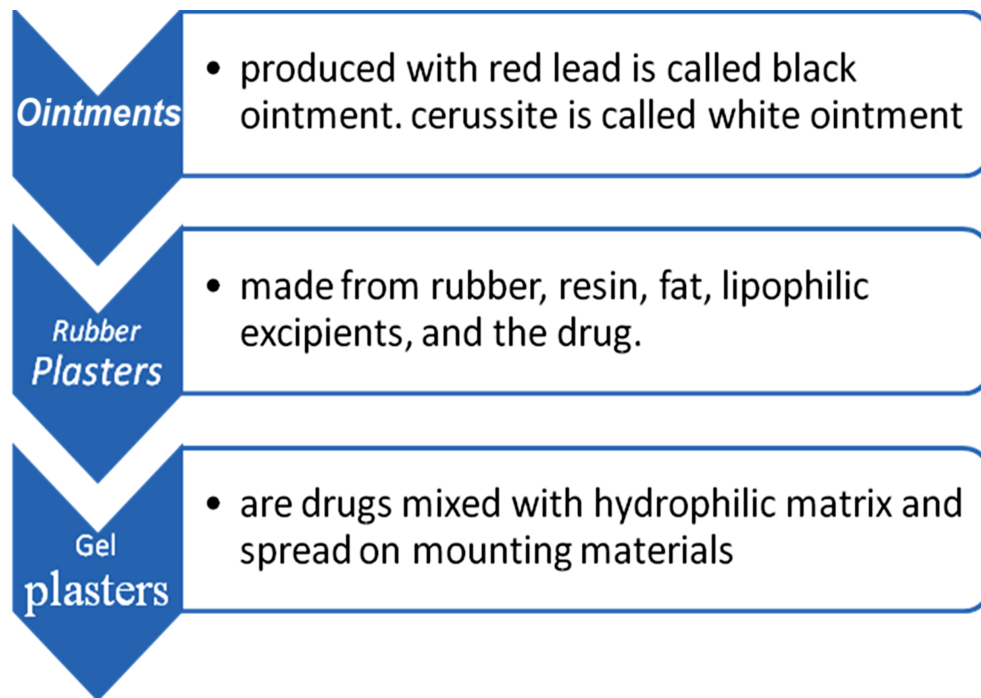 Ointments
• produced with red lead is called black
ointment. cerussite is called white ointment
Rubber
Plasters
• made from rubber, resin, fat, lipophilic
excipients, and the drug.
Gel
plasters
• are drugs mixed with hydrophilic matrix and
spread on mounting materials